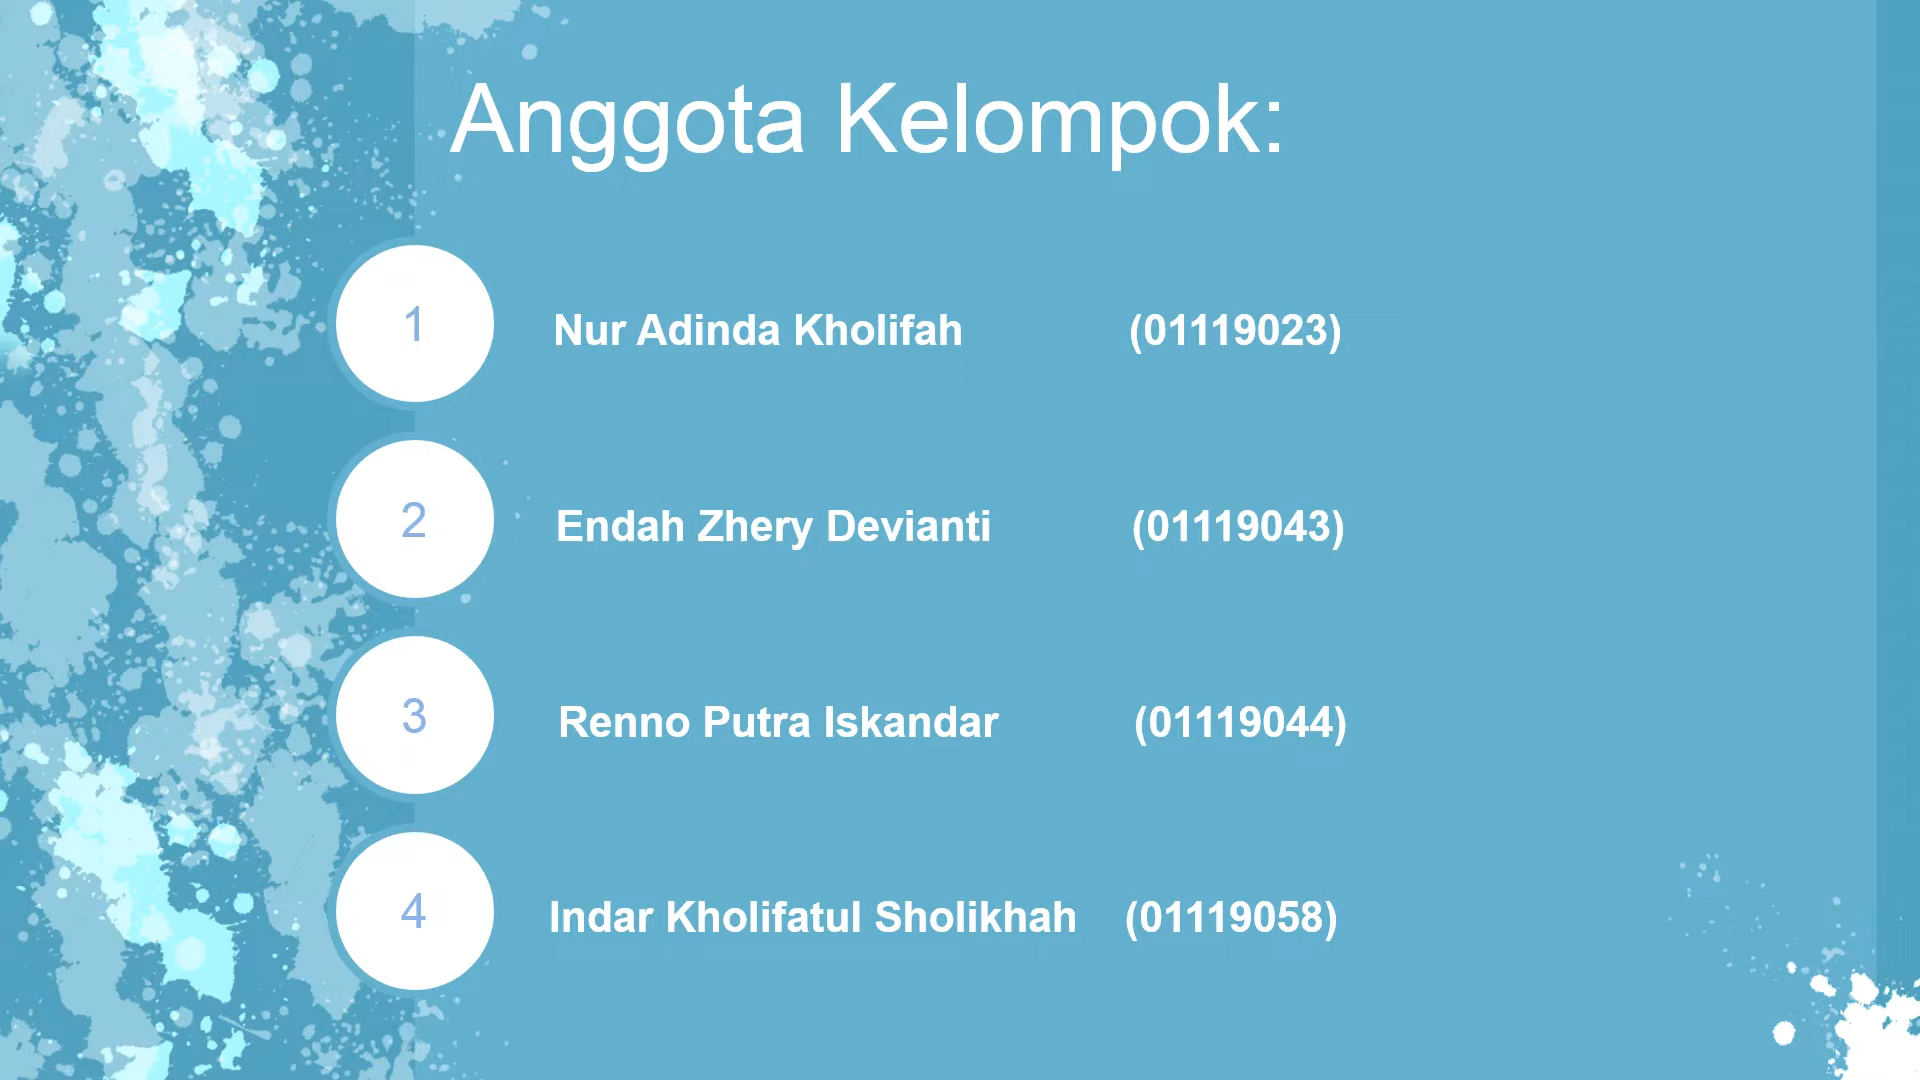 Anggota Kelompok:
1 Nur Adinda Kholifah (01119023)
2 Endah Zhery Devianti (01119043)
3 Renno Putra Iskandar (01119044)
4 Indar Kholifatul Sholikhah (01119058)